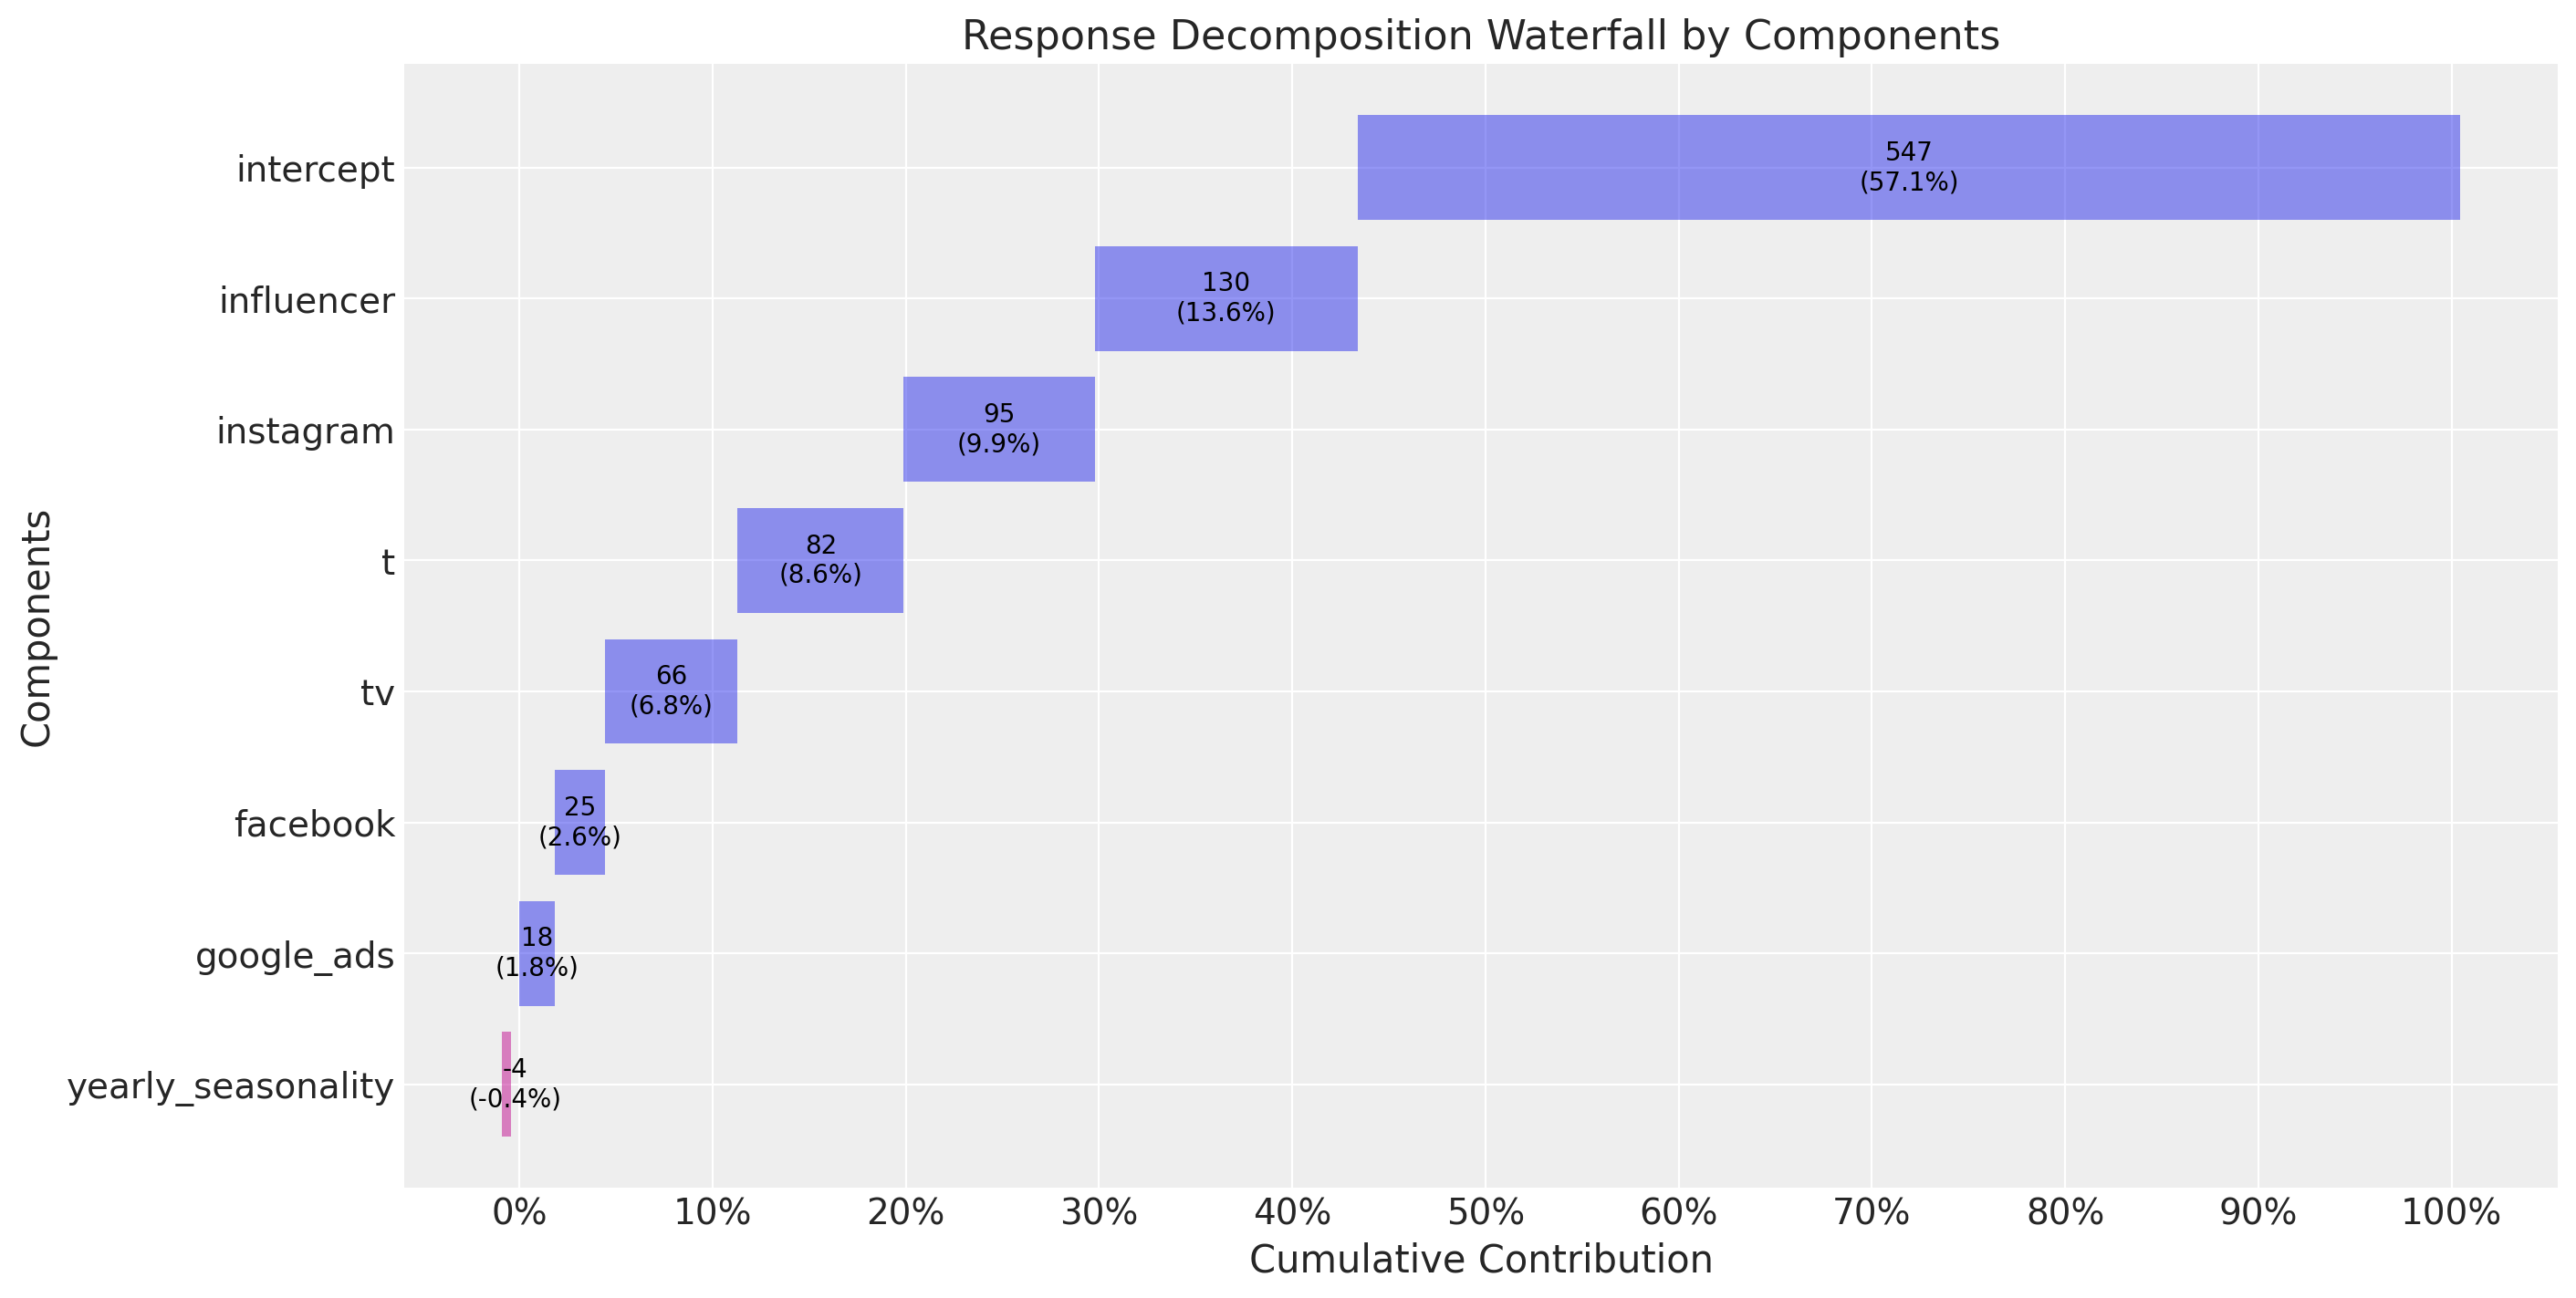 Response Decomposition Waterfall by Components
Components
intercept
547
(57.1%)
influencer
130
(13.6%)
instagram
95
(9.9%)
t
82
(8.6%)
tv
66
(6.8%)
facebook
25
(2.6%)
google_ads
18
(1.8%)
yearly_seasonality
-4
(-0.4%)
0% 10% 20% 30% 40% 50% 60% 70% 80% 90% 100%
Cumulative Contribution